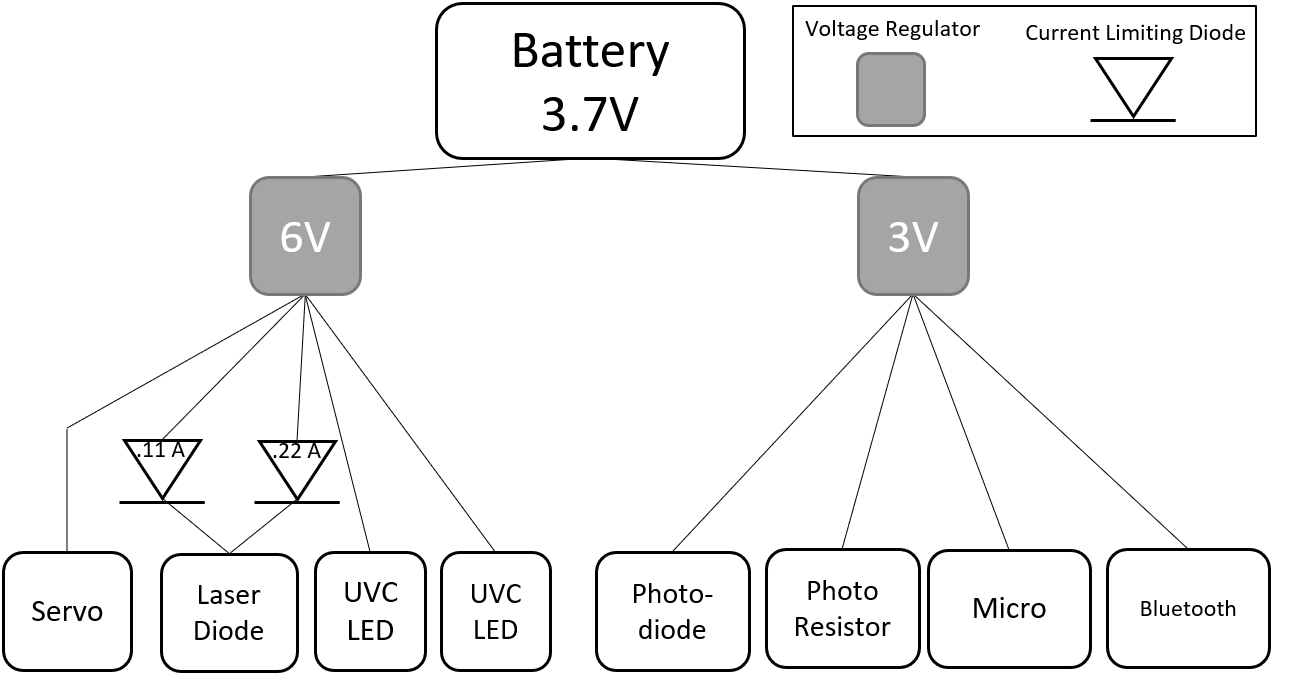 Battery
3.7V
Voltage Regulator
Current Limiting Diode
6V
3V
.11 A
.22 A
Servo
Laser
Diode
UVC
LED
UVC
LED
Photo-
diode
Photo
Resistor
Micro
Bluetooth